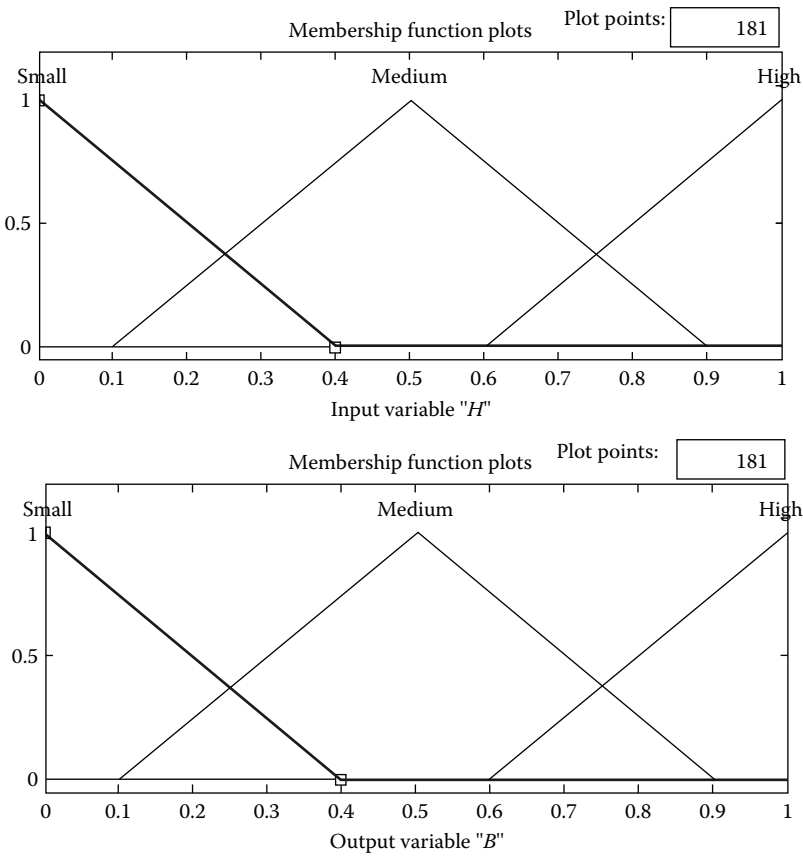 Membership function plots Plot points: 181
Small Medium High
1
0.5
0
0 0.1 0.2 0.3 0.4 0.5 0.6 0.7 0.8 0.9 1
Input variable "H"
Membership function plots Plot points: 181
Small Medium High
1
0.5
0
0 0.1 0.2 0.3 0.4 0.5 0.6 0.7 0.8 0.9 1
Output variable "B"